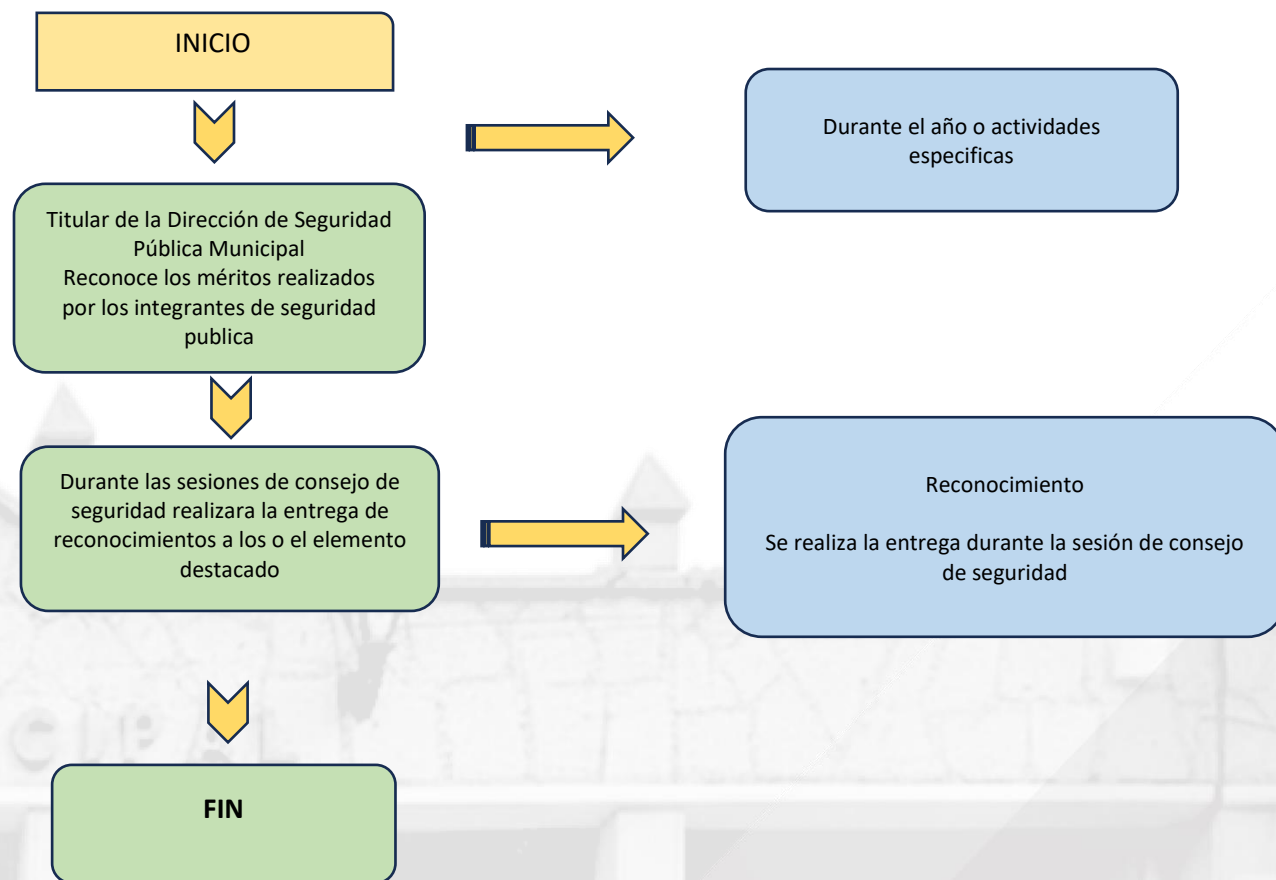 INICIO
Durante el año o actividades
especificas
Titular de la Dirección de Seguridad
Pública Municipal
Reconoce los méritos realizados
por los integrantes de seguridad
publica
Durante las sesiones de consejo de
seguridad realizara la entrega de
reconocimientos a los o el elemento
destacado
Reconocimiento
Se realiza la entrega durante la sesión de consejo
de seguridad
FIN